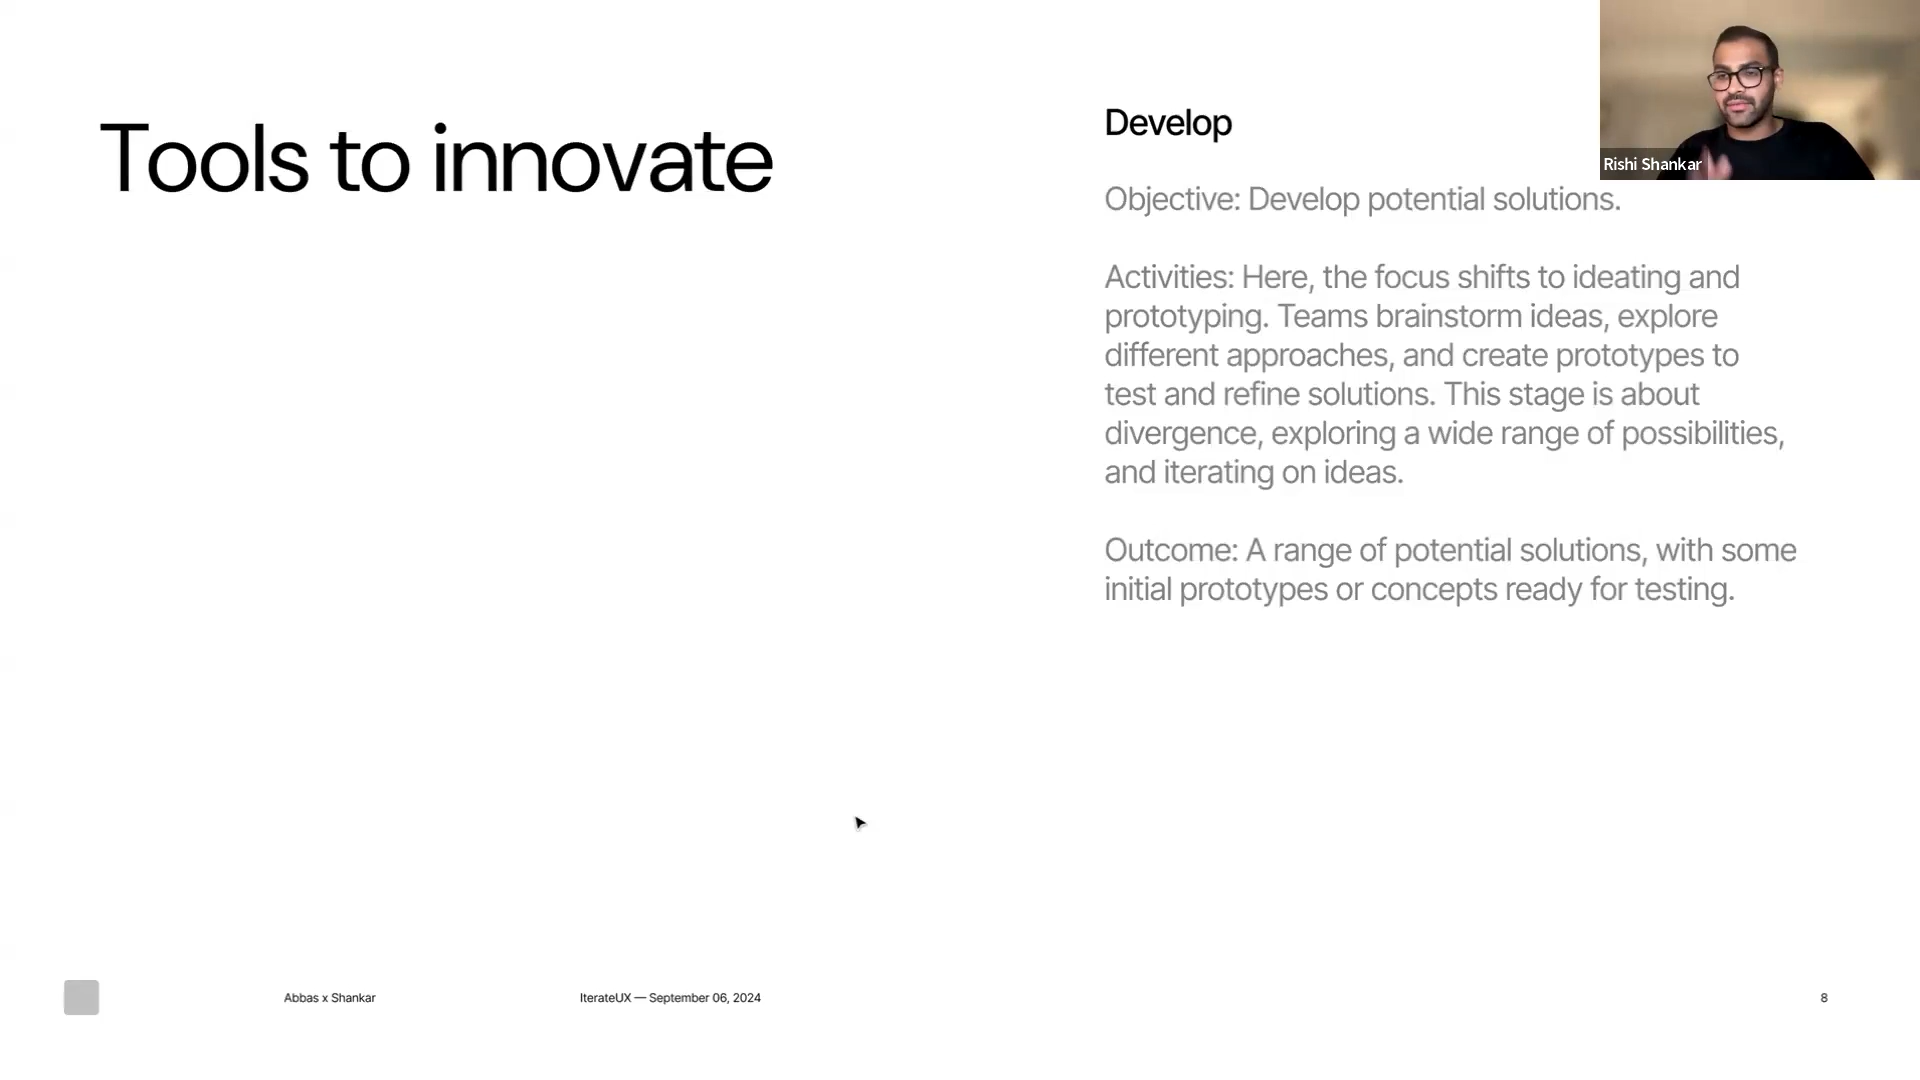 Tools to innovate
Develop
Rishi Shankar
Objective: Develop potential solutions.
Activities: Here, the focus shifts to ideating and
prototyping. Teams brainstorm ideas, explore
different approaches, and create prototypes to
test and refine solutions. This stage is about
divergence, exploring a wide range of possibilities,
and iterating on ideas.
Outcome: A range of potential solutions, with some
initial prototypes or concepts ready for testing.
Abbas x Shankar
IterateUX — September 06, 2024
8